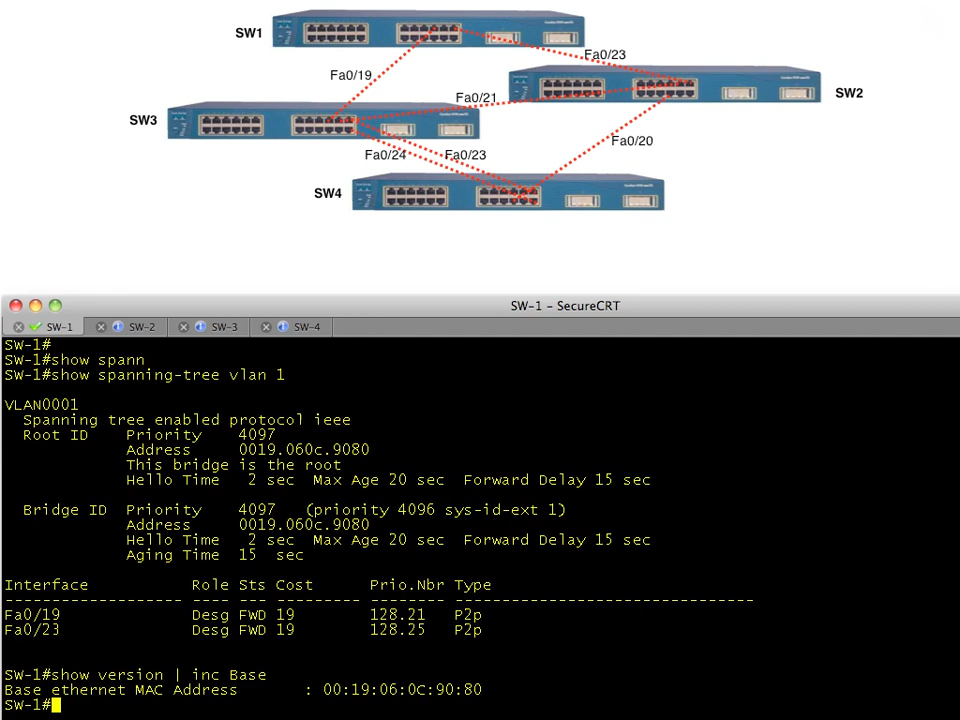 SW1
Fa0/23
Fa0/19
SW2
Fa0/21
SW3
Fa0/20
Fa0/24
Fa0/23
SW4
SW-1 – SecureCRT
SW-1
SW-2
SW-3
SW-4
SW-1#
SW-1#show spann
SW-1#show spanning-tree vlan 1
VLAN0001
Spanning tree enabled protocol ieee
Root ID Priority 4097
Address 0019.060c.9080
This bridge is the root
Hello Time 2 sec Max Age 20 sec Forward Delay 15 sec
Bridge ID Priority 4097 (priority 4096 sys-id-ext 1)
Address 0019.060c.9080
Hello Time 2 sec Max Age 20 sec Forward Delay 15 sec
Aging Time 15 sec
Interface Role Sts Cost Prio.Nbr Type
------------------- ---- --- --------- -------- --------------------------------
Fa0/19 Desg FWD 19 128.21 P2p
Fa0/23 Desg FWD 19 128.25 P2p
SW-1#show version | inc Base
Base ethernet MAC Address : 00:19:06:0C:90:80
SW-1#